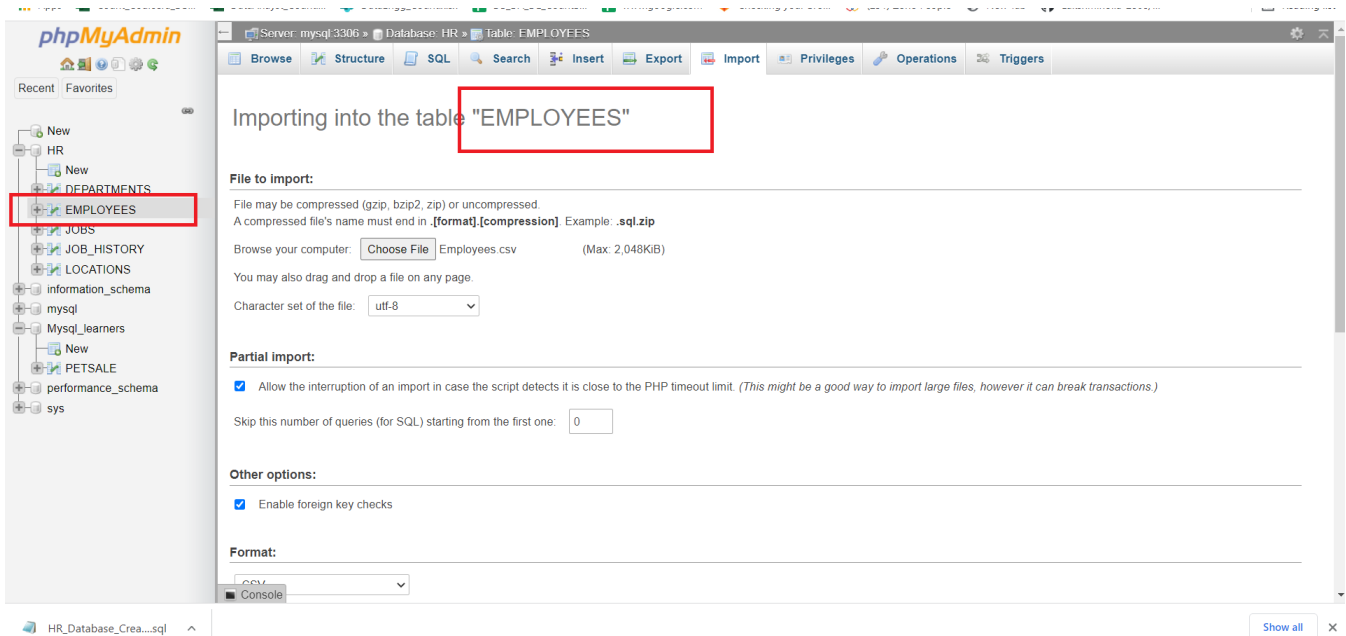 phpMyAdmin
Recent Favorites
New
HR
New
DEPARTMENTS
EMPLOYEES
JOBS
JOB_HISTORY
LOCATIONS
information_schema
mysql
Mysql_learners
New
PETSALE
performance_schema
sys
Server: mysql:3306 » Database: HR » Table: EMPLOYEES
Browse Structure SQL Search Insert Export Import Privileges Operations Triggers
Importing into the table "EMPLOYEES"
File to import:
File may be compressed (gzip, bzip2, zip) or uncompressed.
A compressed file's name must end in .[format].[compression]. Example: .sql.zip
Browse your computer: Choose File Employees.csv (Max: 2,048KiB)
You may also drag and drop a file on any page.
Character set of the file: utf-8
Partial import:
Allow the interruption of an import in case the script detects it is close to the PHP timeout limit. (This might be a good way to import large files, however it can break transactions.)
Skip this number of queries (for SQL) starting from the first one: 0
Other options:
Enable foreign key checks
Format:
CSV
Console
HR_Database_Crea....sql Show all